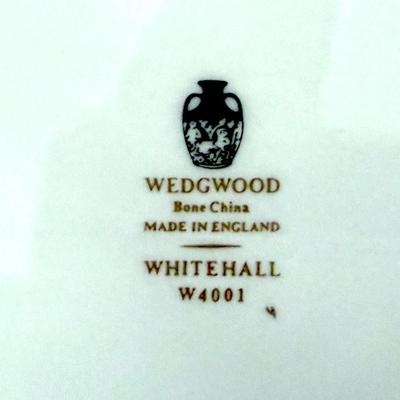 WEDGWOOD
Bone China
MADE IN ENGLAND
WHITEHALL
W4001